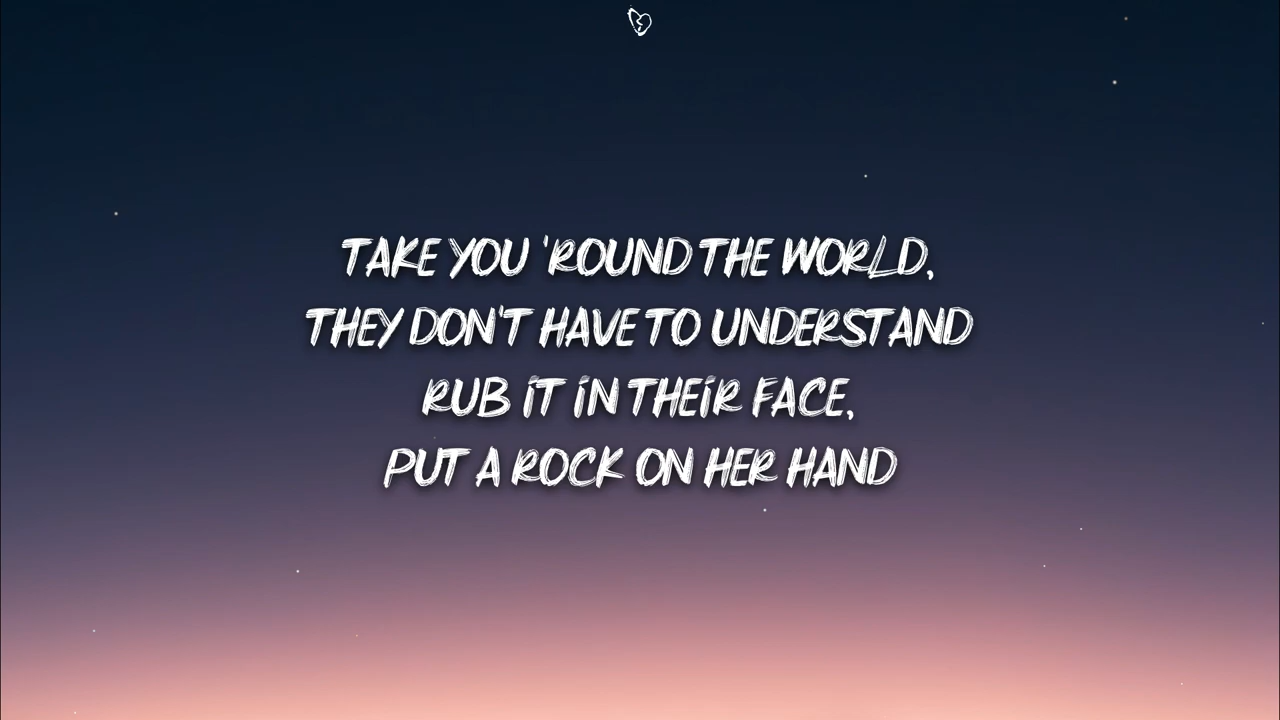 TAKE YOU 'ROUND THE WORLD,
THEY DON'T HAVE TO UNDERSTAND
RUB IT IN THEIR FACE,
PUT A ROCK ON HER HAND